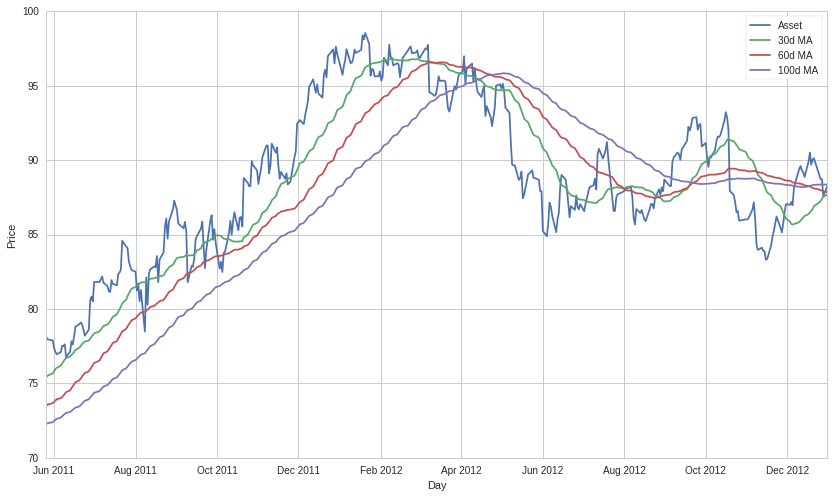 100
95
90
85
80
75
70
Price
Asset
30d MA
60d MA
100d MA
Jun 2011 Aug 2011 Oct 2011 Dec 2011 Feb 2012 Apr 2012 Jun 2012 Aug 2012 Oct 2012 Dec 2012
Day